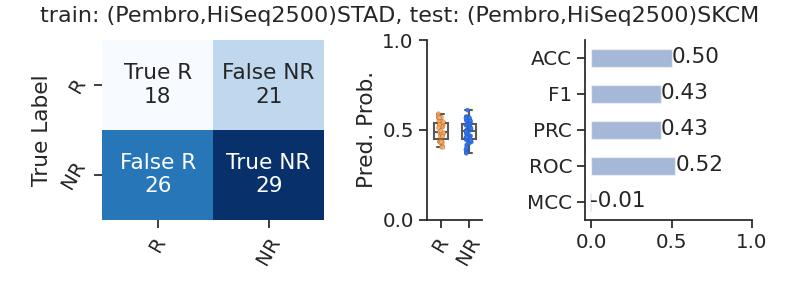 train: (Pembro,HiSeq2500)STAD, test: (Pembro,HiSeq2500)SKCM
True Label
R
NR
True R
18
False NR
21
False R
26
True NR
29
R
NR
Pred. Prob.
1.0
0.5
0.0
R
NR
ACC
0.50
F1
0.43
PRC
0.43
ROC
0.52
MCC
-0.01
0.0
0.5
1.0